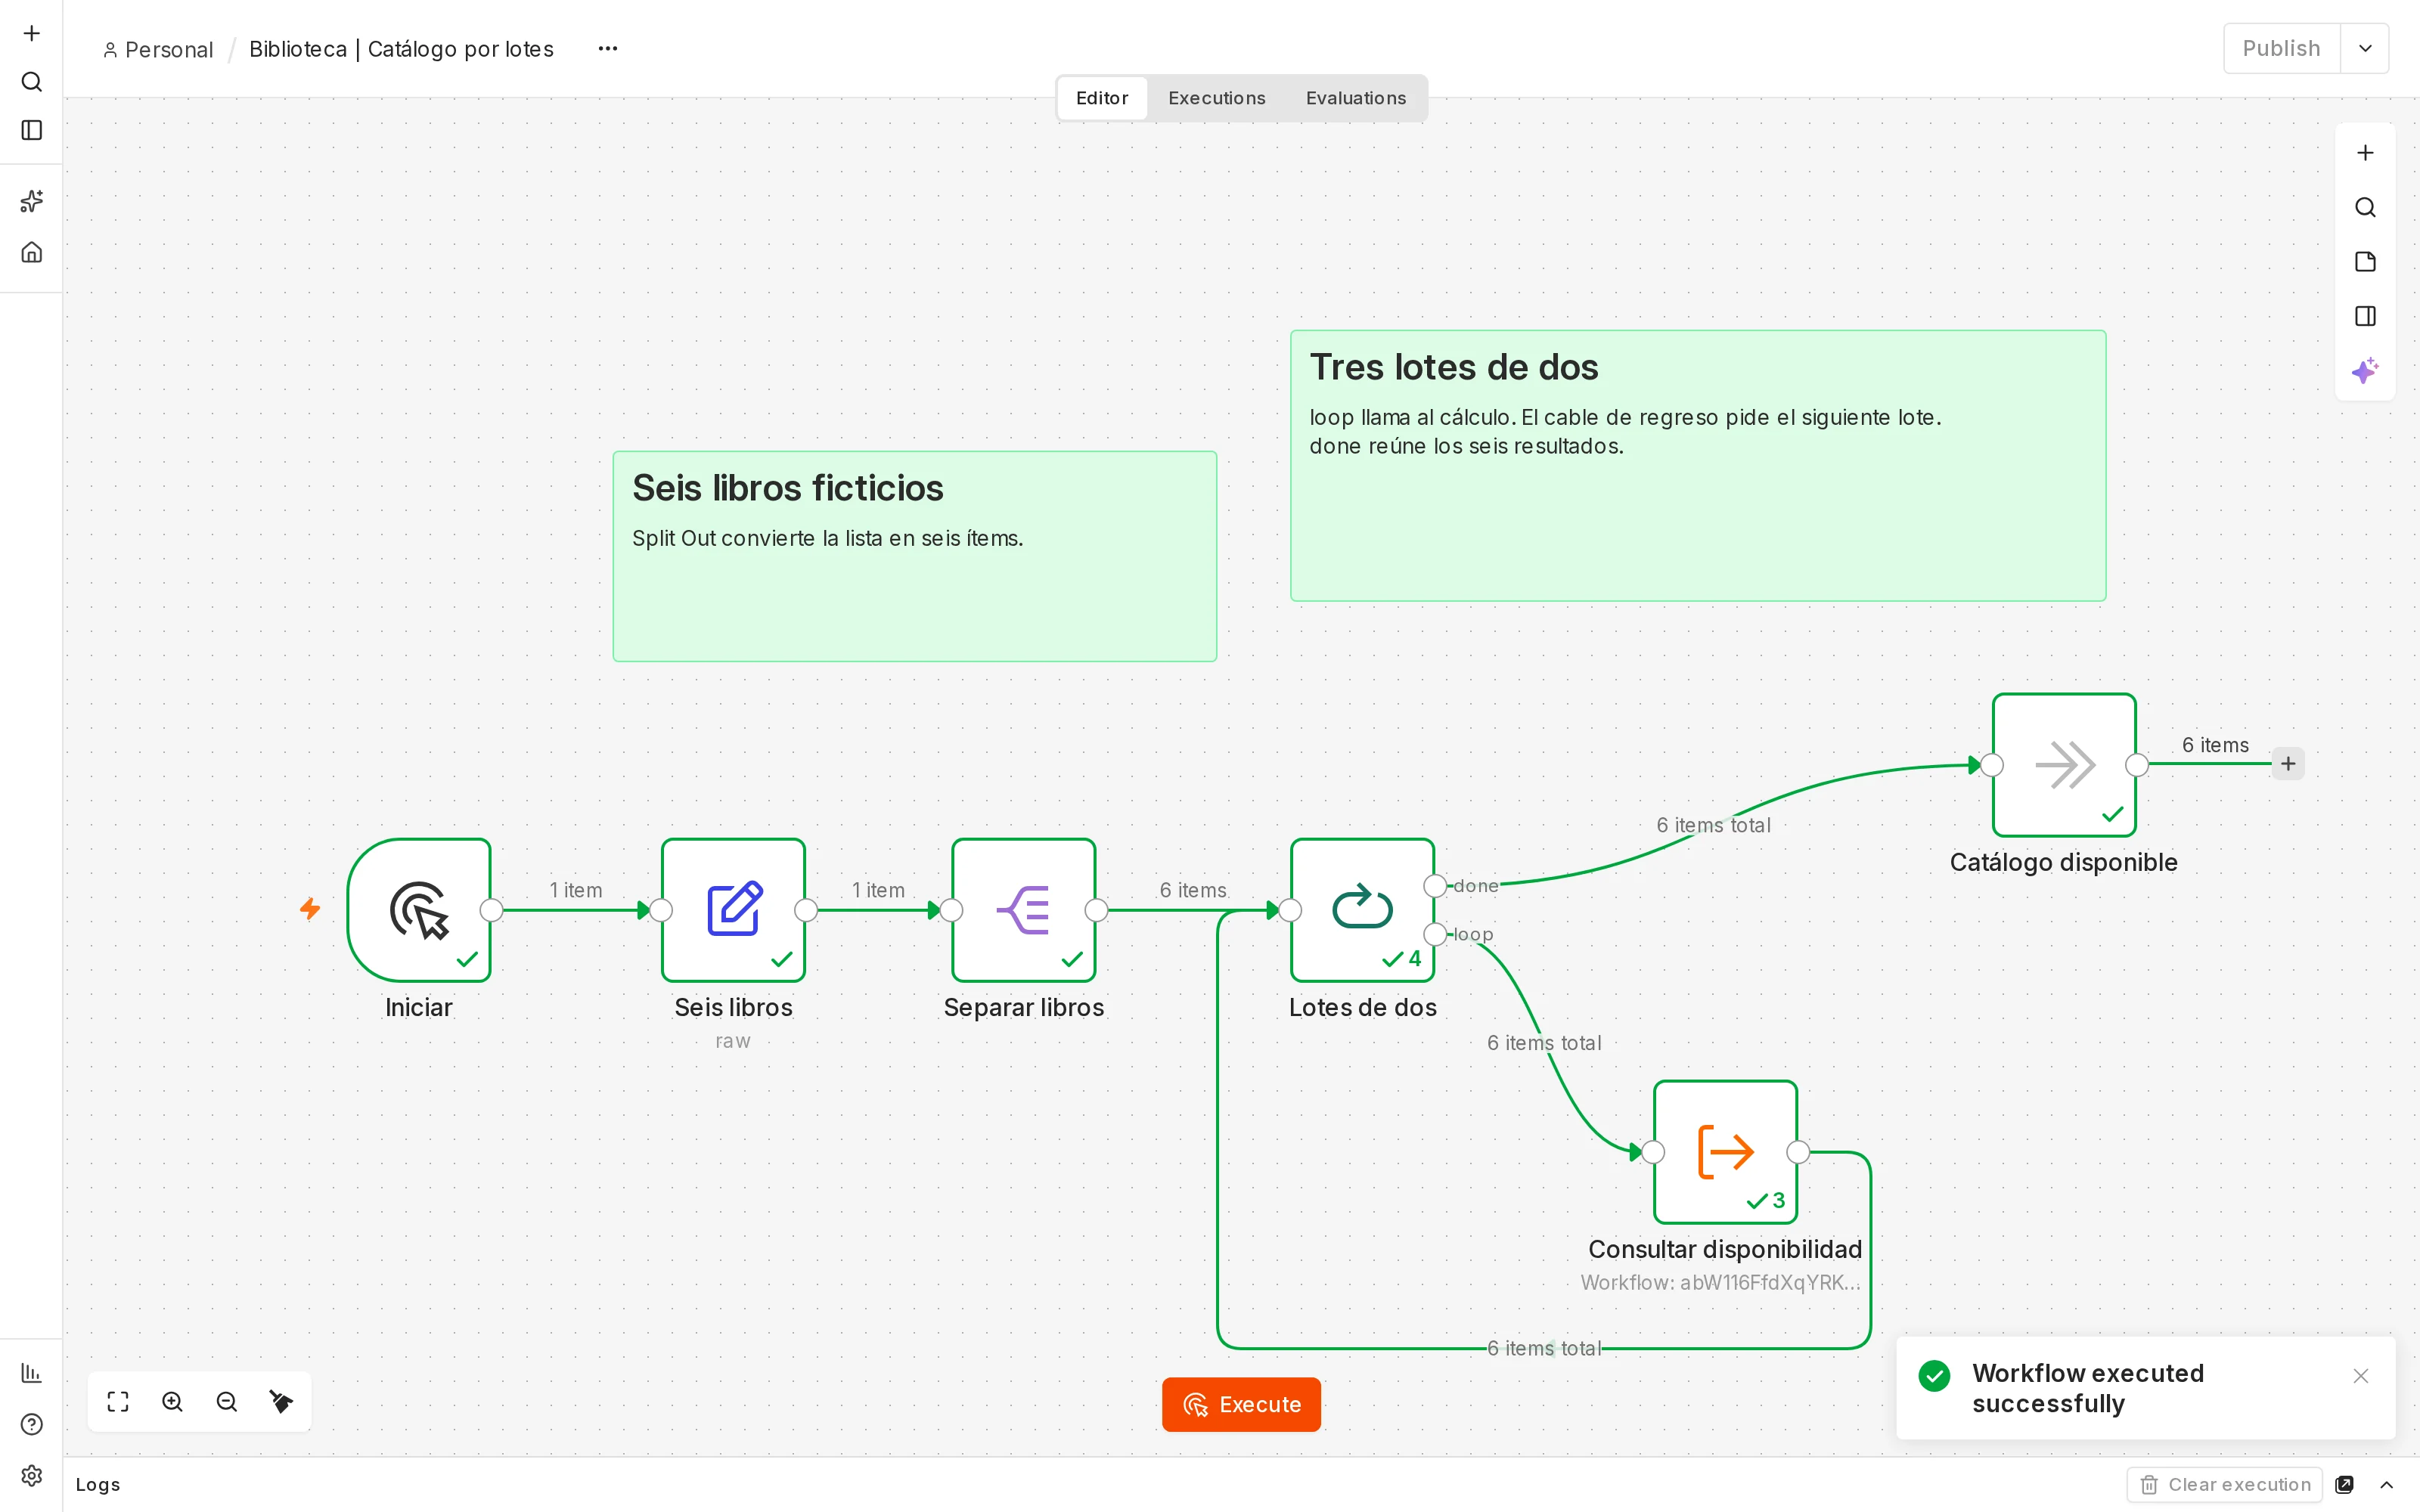 Personal / Biblioteca | Catálogo por lotes
Publish
Editor
Executions
Evaluations
Tres lotes de dos
loop llama al cálculo. El cable de regreso pide el siguiente lote.
done reúne los seis resultados.
Seis libros ficticios
Split Out convierte la lista en seis ítems.
6 items
6 items total
Catálogo disponible
1 item
1 item
6 items
done
loop
4
Iniciar
Seis libros
Separar libros
Lotes de dos
raw
6 items total
3
Consultar disponibilidad
Workflow: abW116FfdXqYRK...
6 items total
Workflow executed
successfully
Execute
Logs
Clear execution